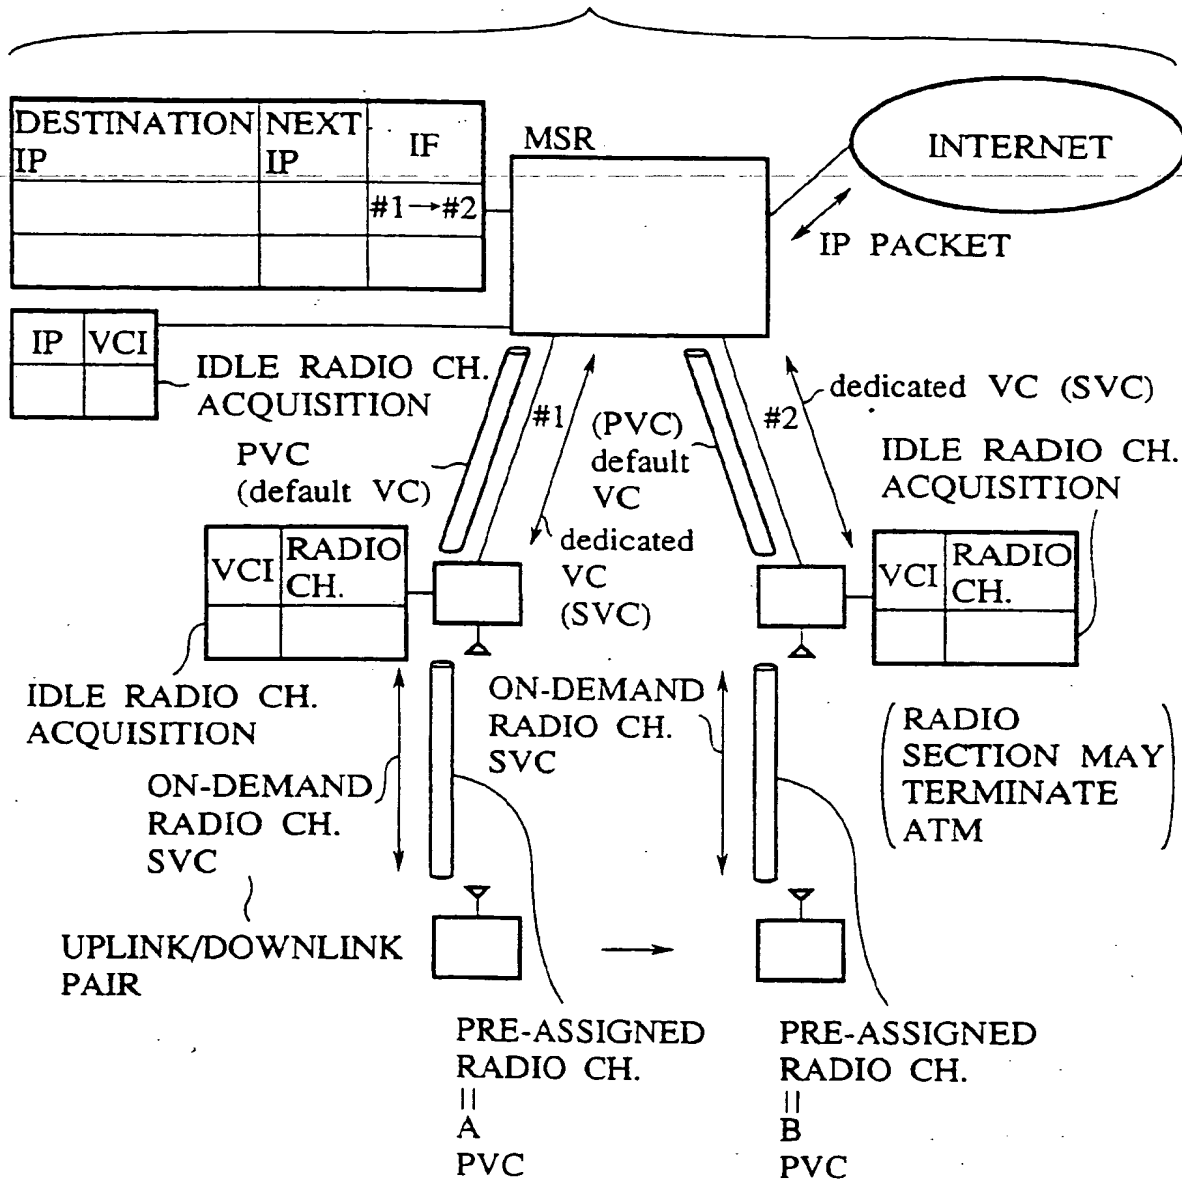 DESTINATION IP
NEXT IP
IF
#1→#2
MSR
INTERNET
IP PACKET
IP
VCI
IDLE RADIO CH.
ACQUISITION
PVC
(default VC)
#1
(PVC)
default
VC
#2
dedicated VC (SVC)
IDLE RADIO CH.
ACQUISITION
dedicated
VC
(SVC)
VCI
RADIO
CH.
VCI
RADIO
CH.
IDLE RADIO CH.
ACQUISITION
ON-DEMAND
RADIO CH.
SVC
ON-DEMAND
RADIO CH.
SVC
RADIO
SECTION MAY
TERMINATE
ATM
UPLINK/DOWNLINK
PAIR
PRE-ASSIGNED
RADIO CH.
=
A
PVC
PRE-ASSIGNED
RADIO CH.
=
B
PVC